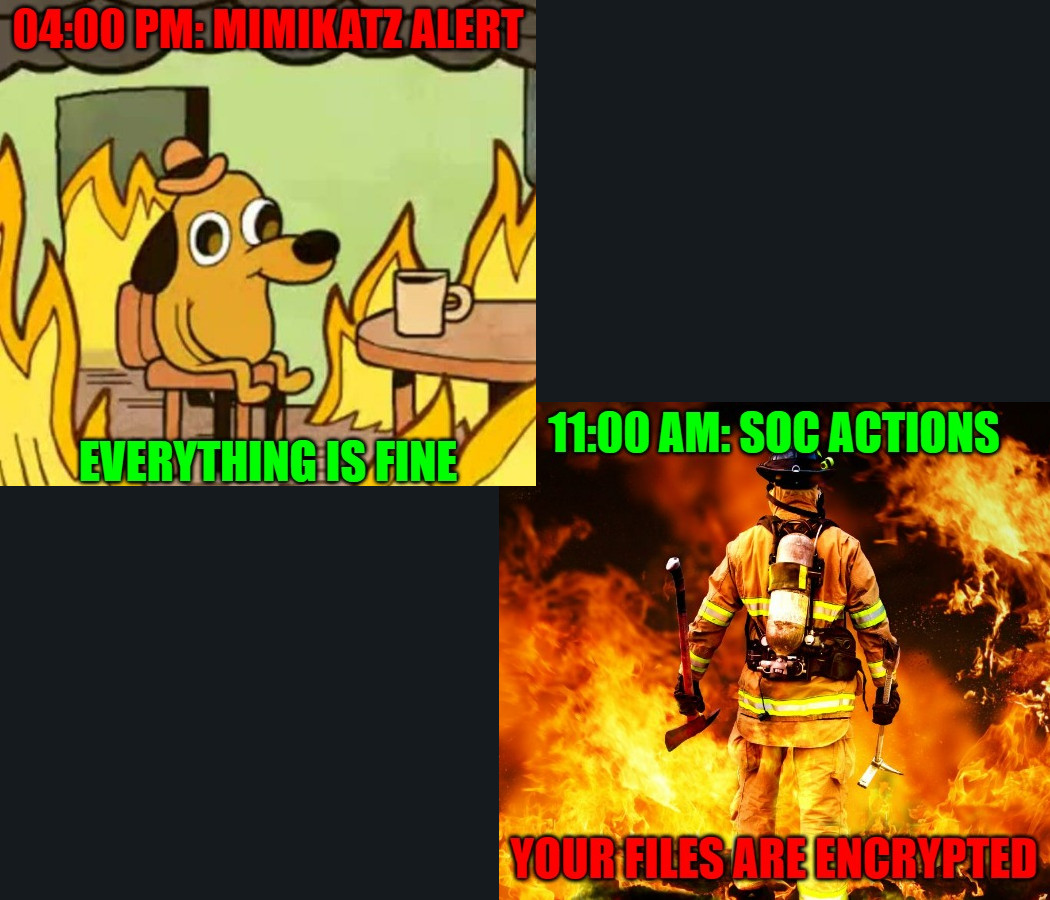 04:00 PM: MIMIKATZ ALERT
EVERYTHING IS FINE
11:00 AM: SOC ACTIONS
YOUR FILES ARE ENCRYPTED